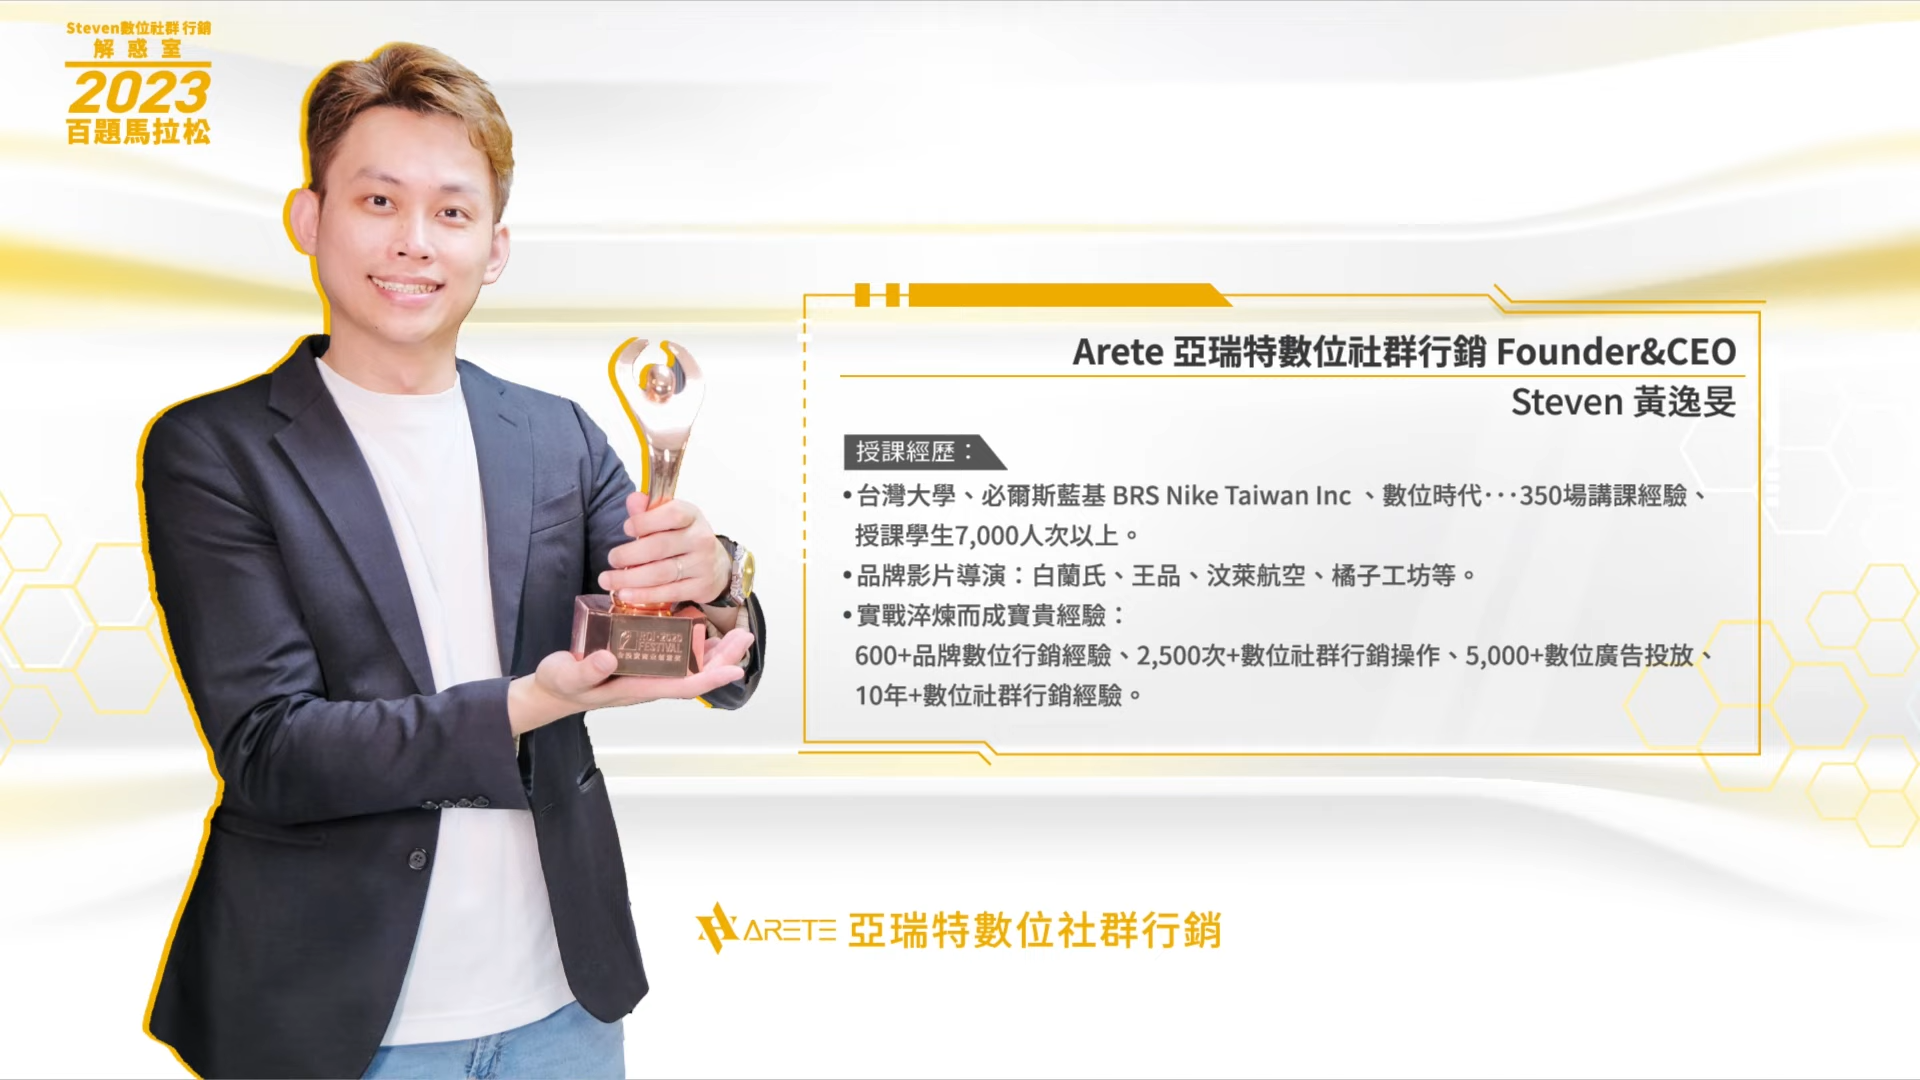 Steven數位社群行銷
解惑室
2023
百題馬拉松
Arete 亞瑞特數位社群行銷 Founder&CEO
Steven 黃逸旻
授課經歷：
•台灣大學、必爾斯藍基 BRS Nike Taiwan Inc 、數位時代···350場講課經驗、
授課學生7,000人次以上。
•品牌影片導演：白蘭氏、王品、汶萊航空、橘子工坊等。
•實戰淬煉而成寶貴經驗：
600+品牌數位行銷經驗、2,500次+數位社群行銷操作、5,000+數位廣告投放、
10年+數位社群行銷經驗。
ROI·2020
FESTIVAL
ARETE 亞瑞特數位社群行銷